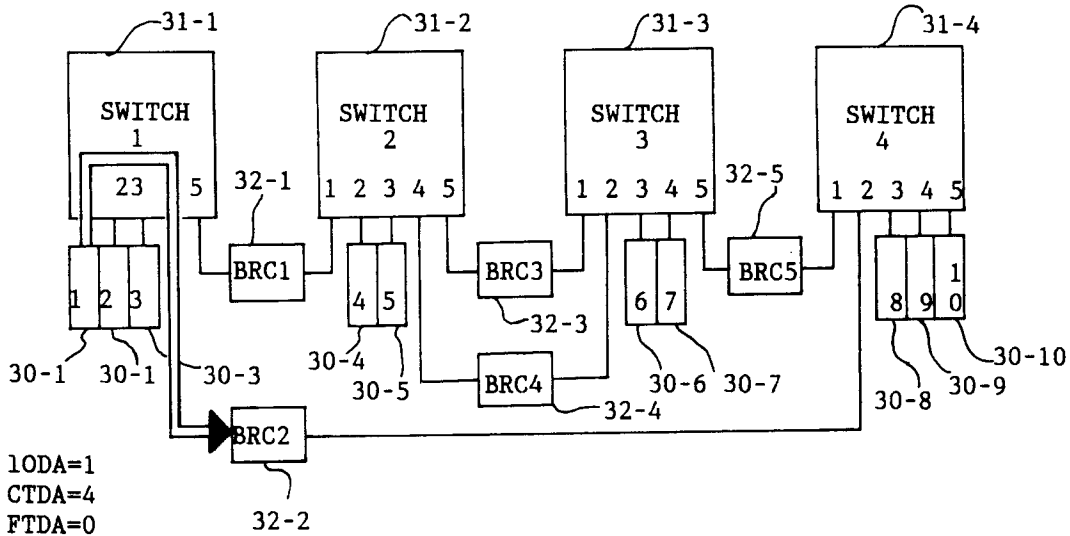 31-1 31-2 31-3 31-4
SWITCH 1
SWITCH 2
SWITCH 3
SWITCH 4
23 5
1 2 3 4 5
1 2 3 4 5
1 2 3 4 5
32-1
32-5
BRC1
BRC3
BRC5
1 2 3
4 5
6 7
8 9 10
32-3
30-1 30-1 30-3
30-4
30-5
BRC4
30-6 30-7
30-8 30-9 30-10
32-4
BRC2
lODA=1
CTDA=4
FTDA=0
32-2